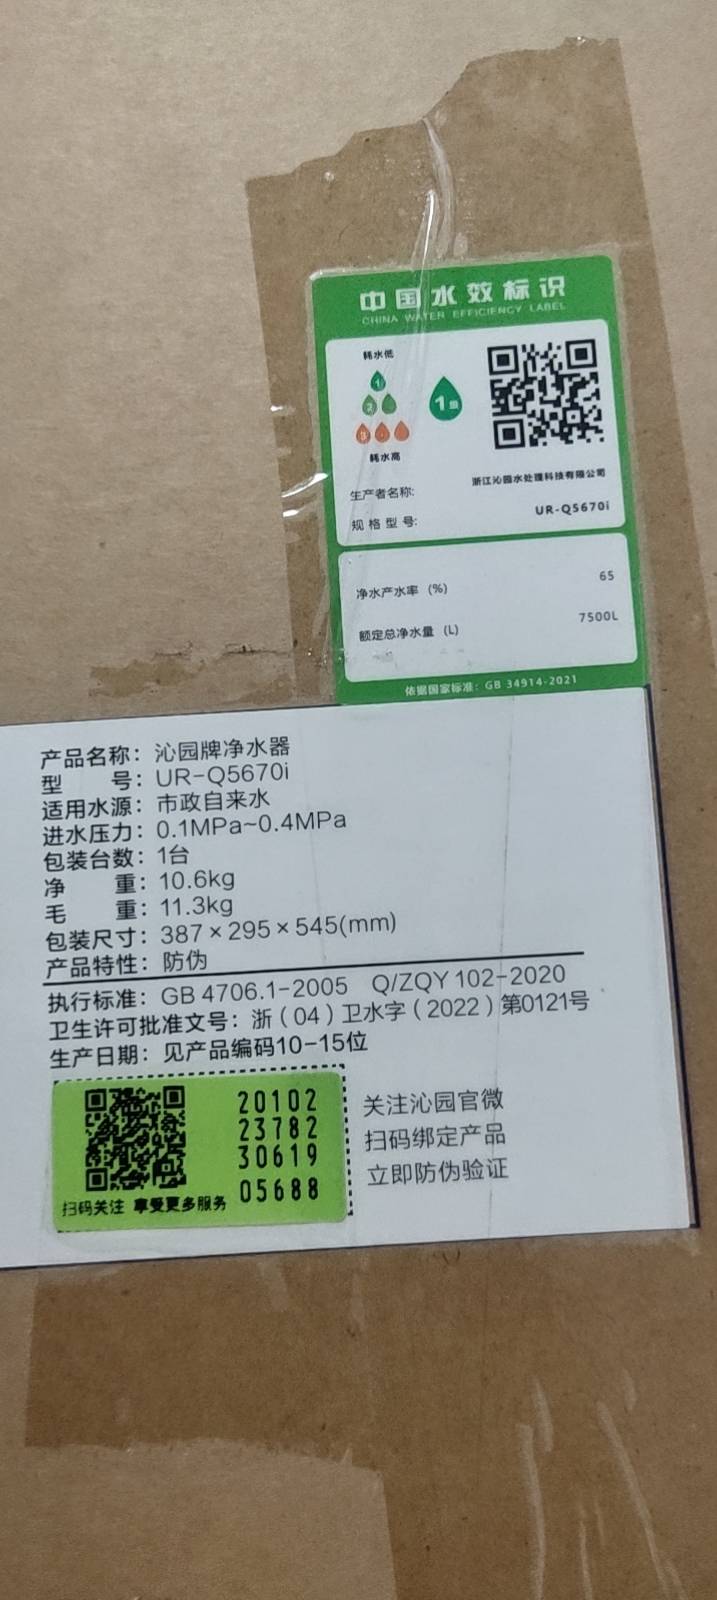 中国水效标识
CHINA WATER EFFICIENCY LABEL
耗水低
1
2
3
耗水高
1级
生产者名称: 浙江沁园水处理科技有限公司
规格型号: UR-Q5670i
净水产水率 (%) 65
额定总净水量 (L) 7500L
依据国家标准: GB 34914-2021
产品名称：沁园牌净水器
型 号：UR-Q5670i
适用水源：市政自来水
进水压力：0.1MPa~0.4MPa
包装台数：1台
净 重：10.6kg
毛 重：11.3kg
包装尺寸：387×295×545(mm)
产品特性：防伪
执行标准：GB 4706.1-2005 Q/ZQY 102-2020
卫生许可批准文号：浙（04）卫水字（2022）第0121号
生产日期：见产品编码10-15位
20102
23782
30619
05688
扫码关注 享受更多服务
关注沁园官微
扫码绑定产品
立即防伪验证